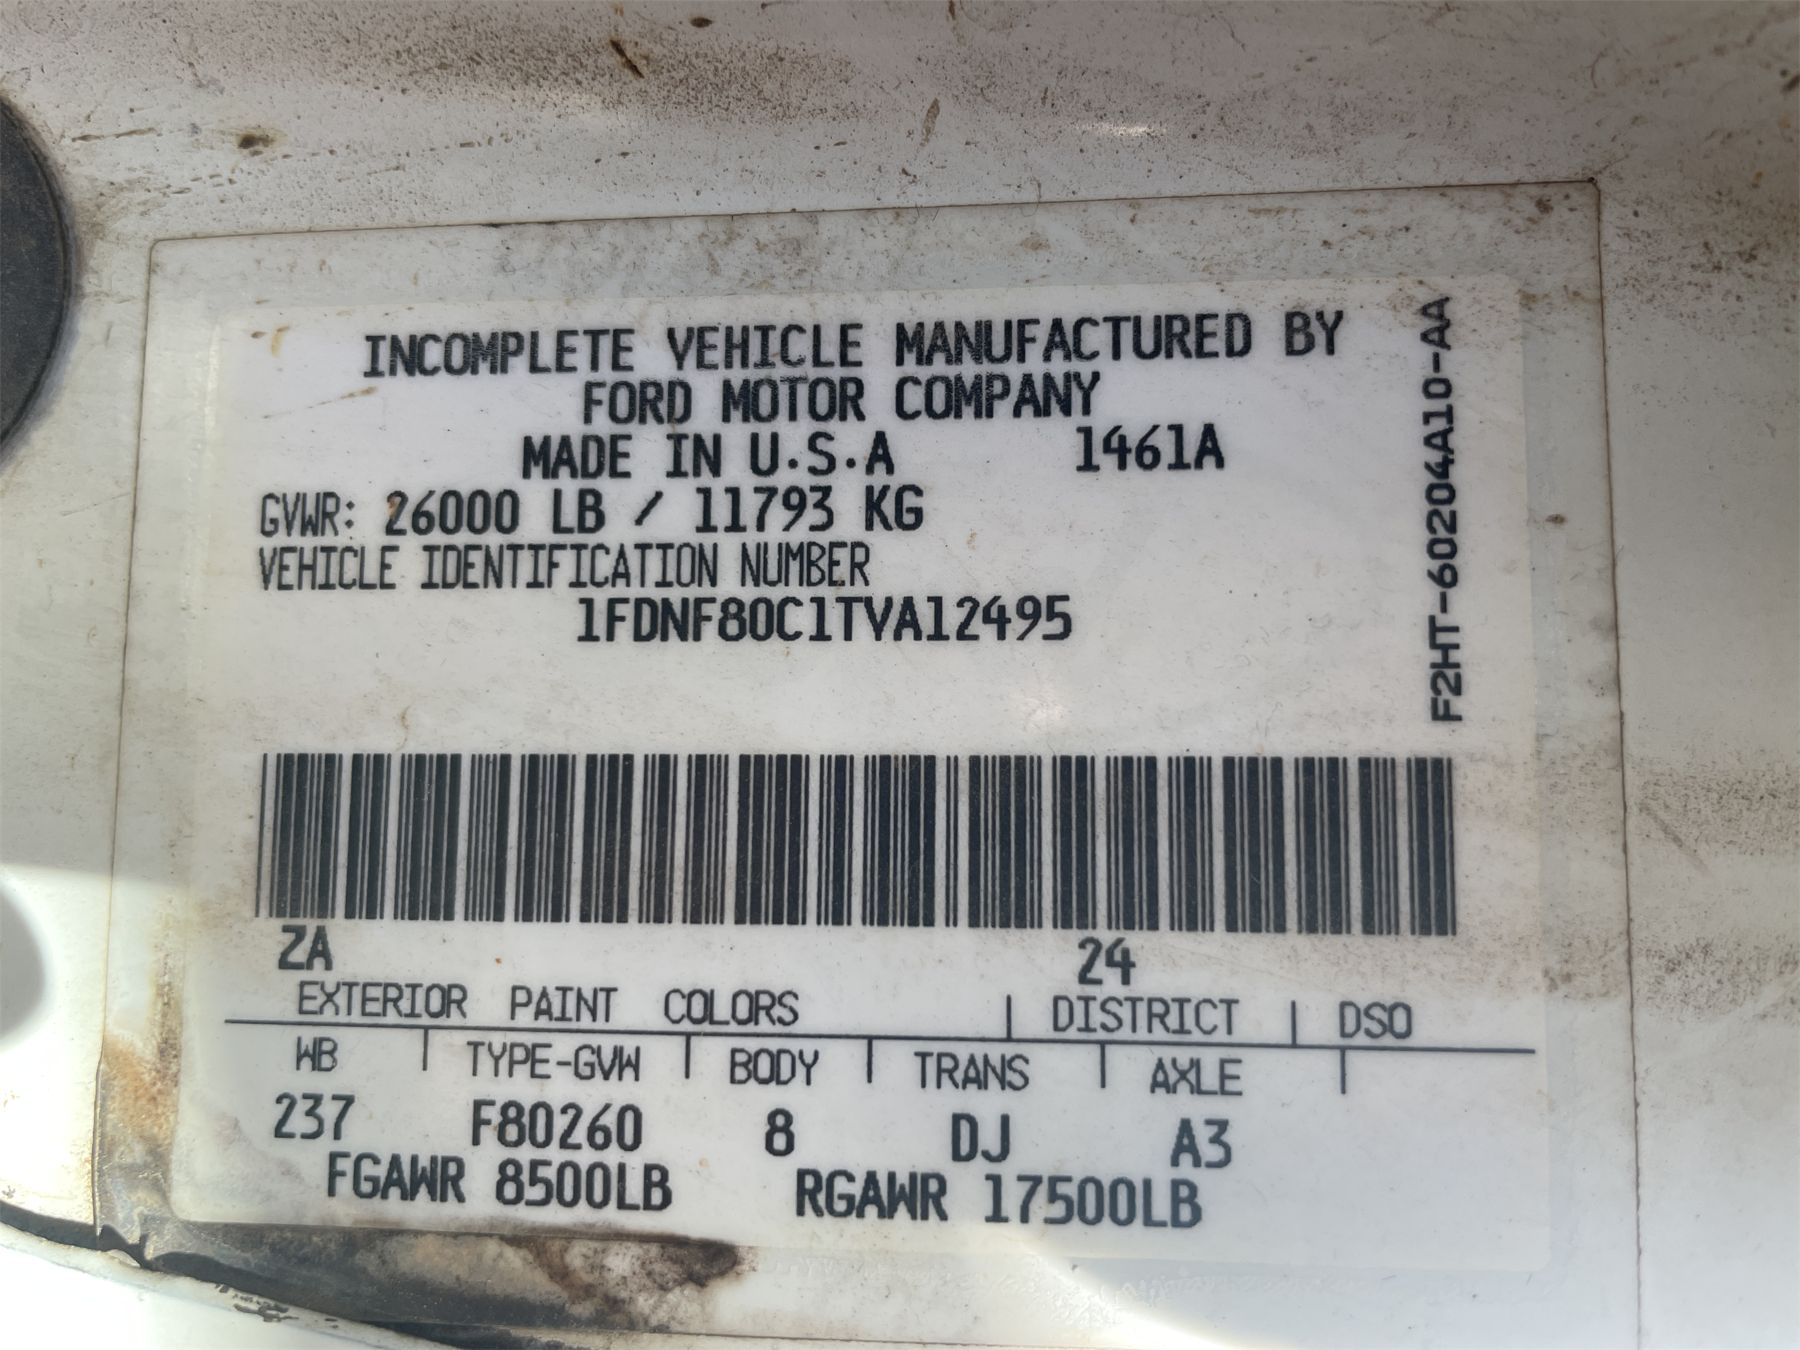 INCOMPLETE VEHICLE MANUFACTURED BY
FORD MOTOR COMPANY
MADE IN U.S.A 1461A
GVWR: 26000 LB / 11793 KG
VEHICLE IDENTIFICATION NUMBER
1FDNF80C1TVA12495
F2HT-60204A10-AA
ZA 24
EXTERIOR PAINT COLORS | DISTRICT | DSO
WB | TYPE-GVW | BODY | TRANS | AXLE |
237 F80260 8 DJ A3
FGAWR 8500LB RGAWR 17500LB